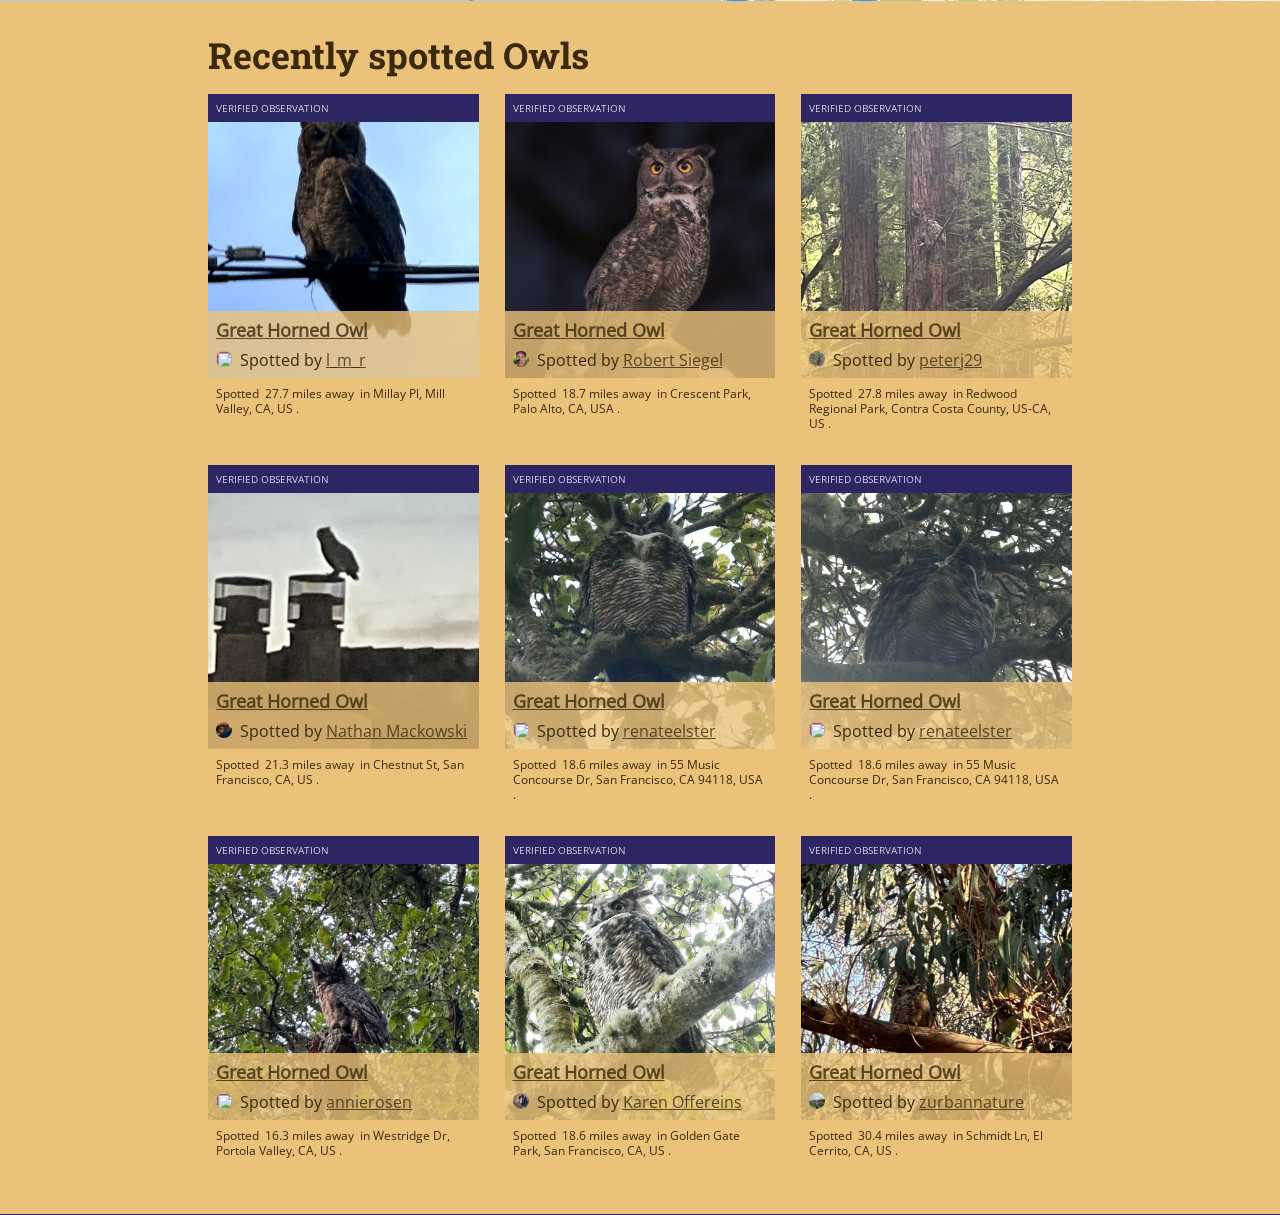 Recently spotted Owls
VERIFIED OBSERVATION
Great Horned Owl
Spotted by l_m_r
Spotted 27.7 miles away in Millay Pl, Mill
Valley, CA, US .
VERIFIED OBSERVATION
Great Horned Owl
Spotted by Robert Siegel
Spotted 18.7 miles away in Crescent Park,
Palo Alto, CA, USA .
VERIFIED OBSERVATION
Great Horned Owl
Spotted by peterj29
Spotted 27.8 miles away in Redwood
Regional Park, Contra Costa County, US-CA,
US .
VERIFIED OBSERVATION
Great Horned Owl
Spotted by Nathan Mackowski
Spotted 21.3 miles away in Chestnut St, San
Francisco, CA, US .
VERIFIED OBSERVATION
Great Horned Owl
Spotted by renateelster
Spotted 18.6 miles away in 55 Music
Concourse Dr, San Francisco, CA 94118, USA
.
VERIFIED OBSERVATION
Great Horned Owl
Spotted by renateelster
Spotted 18.6 miles away in 55 Music
Concourse Dr, San Francisco, CA 94118, USA
.
VERIFIED OBSERVATION
Great Horned Owl
Spotted by annierosen
Spotted 16.3 miles away in Westridge Dr,
Portola Valley, CA, US .
VERIFIED OBSERVATION
Great Horned Owl
Spotted by Karen Offereins
Spotted 18.6 miles away in Golden Gate
Park, San Francisco, CA, US .
VERIFIED OBSERVATION
Great Horned Owl
Spotted by zurbannature
Spotted 30.4 miles away in Schmidt Ln, El
Cerrito, CA, US .